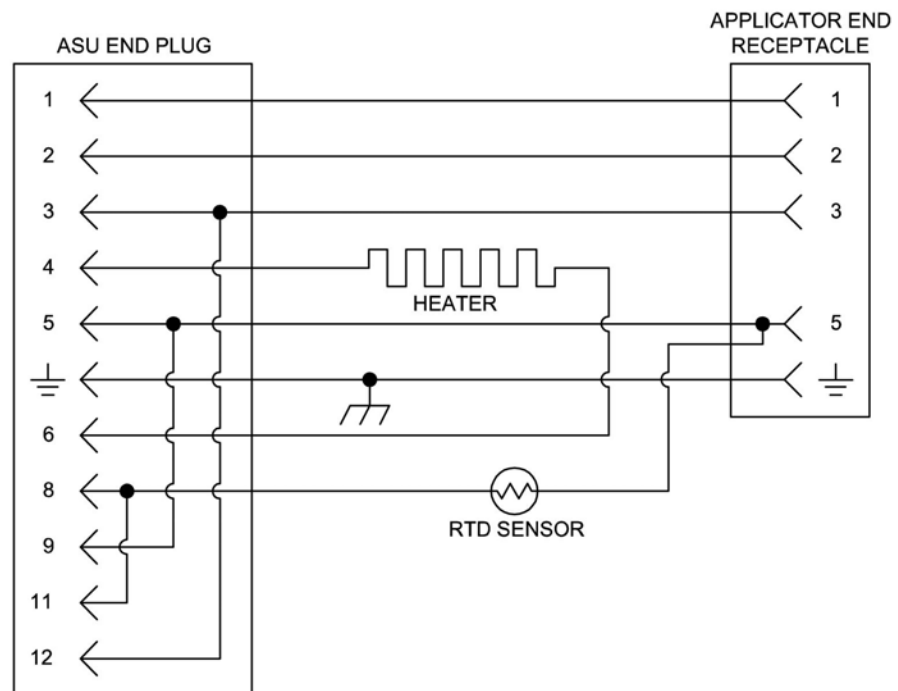 APPLICATOR END
RECEPTACLE
ASU END PLUG
1
1
2
2
3
3
4
HEATER
5
5
6
8
RTD SENSOR
9
11
12